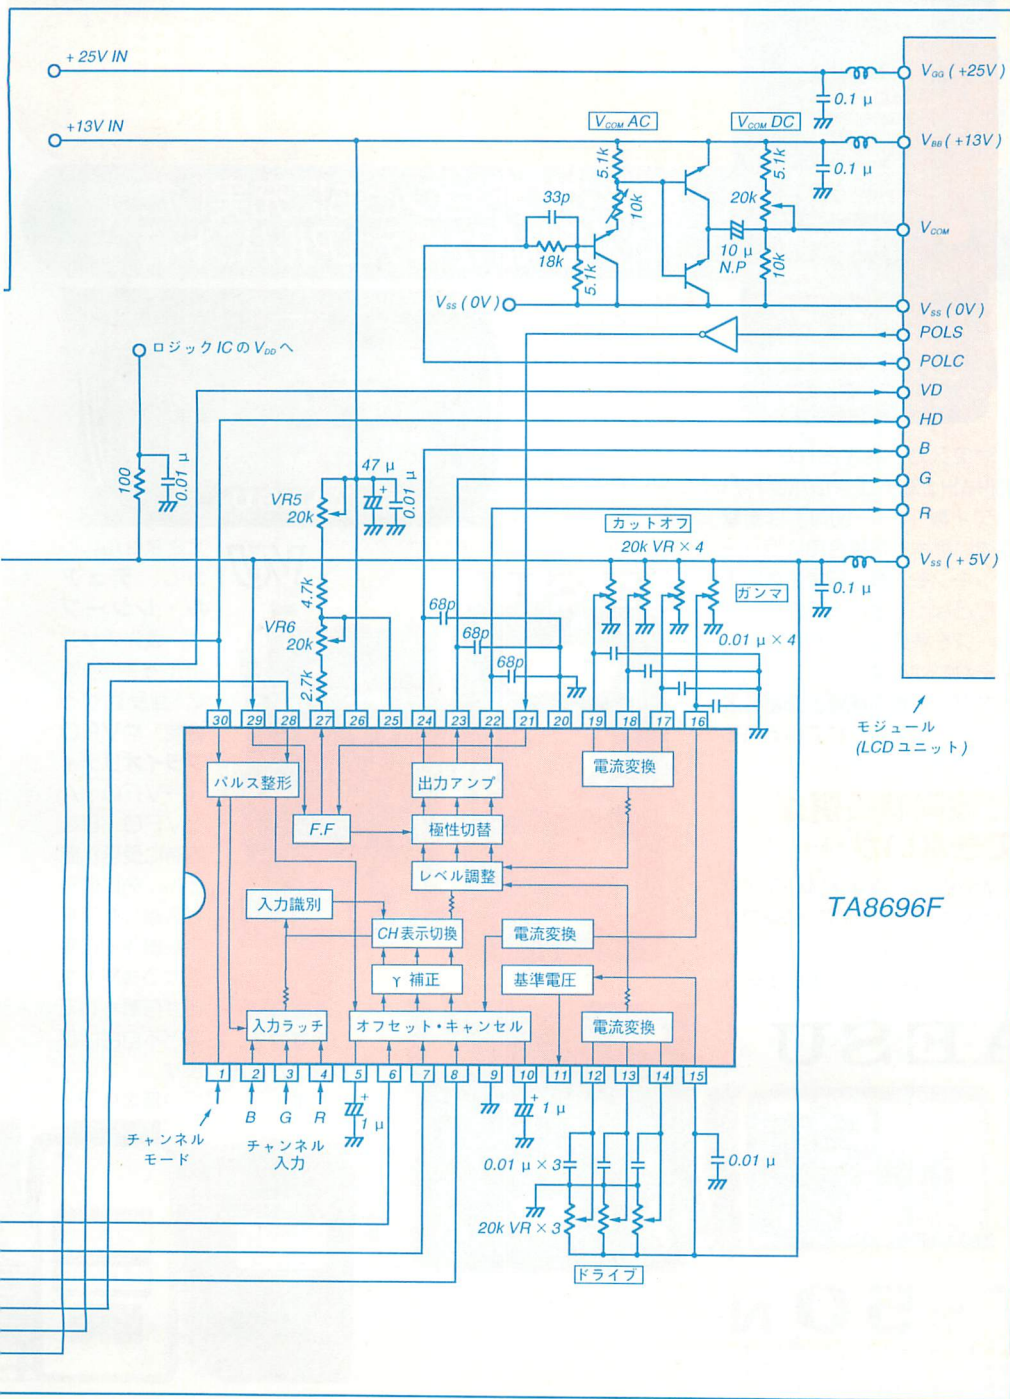 + 25V IN
V_GG ( +25V )
0.1 μ
+13V IN
V_COM AC
V_COM DC
V_BB ( +13V )
0.1 μ
5.1k
5.1k
33p
10k
20k
V_COM
18k
5.1k
10 μ
N.P
10k
V_SS ( 0V )
V_SS ( 0V )
POLS
ロジック ICのV_DDへ
POLC
VD
HD
B
G
R
100
0.01 μ
47 μ
+
0.01 μ
VR5
20k
カットオフ
20k VR × 4
V_SS ( + 5V )
ガンマ
0.1 μ
4.7k
68p
VR6
20k
68p
0.01 μ × 4
68p
2.7k
30 29 28 27 26 25 24 23 22 21 20 19 18 17 16
モジュール
(LCDユニット)
パルス整形
出力アンプ
電流変換
F.F
極性切替
レベル調整
TA8696F
入力識別
CH表示切換
電流変換
γ 補正
基準電圧
入力ラッチ
オフセット・キャンセル
電流変換
1 2 3 4 5 6 7 8 9 10 11 12 13 14 15
チャンネル
モード
B G R
チャンネル
入力
+
1 μ
+
1 μ
0.01 μ × 3
0.01 μ
20k VR × 3
ドライブ